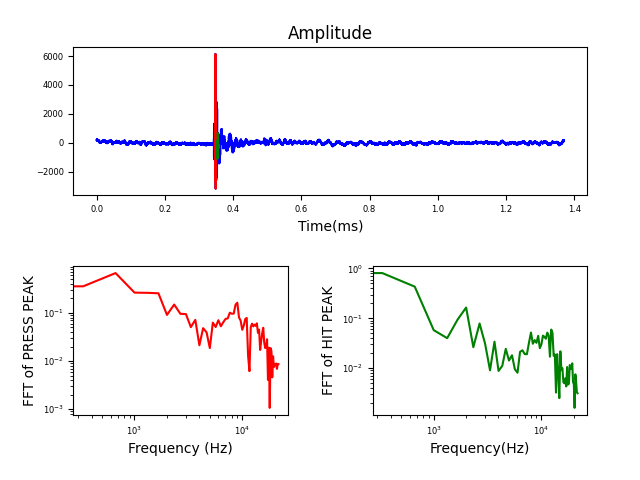 Amplitude
6000
4000
2000
0
−2000
0.0 0.2 0.4 0.6 0.8 1.0 1.2 1.4
Time(ms)
FFT of PRESS PEAK
10⁻¹
10⁻²
10⁻³
10³ 10⁴
Frequency (Hz)
FFT of HIT PEAK
10⁰
10⁻¹
10⁻²
10³ 10⁴
Frequency(Hz)